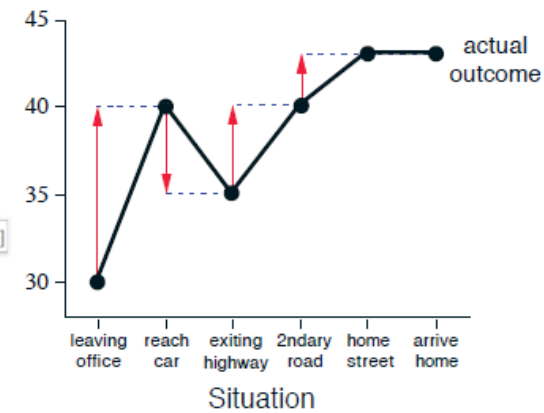 45
actual
outcome
40
35
30
leaving reach exiting 2ndary home arrive
office car highway road street home
Situation